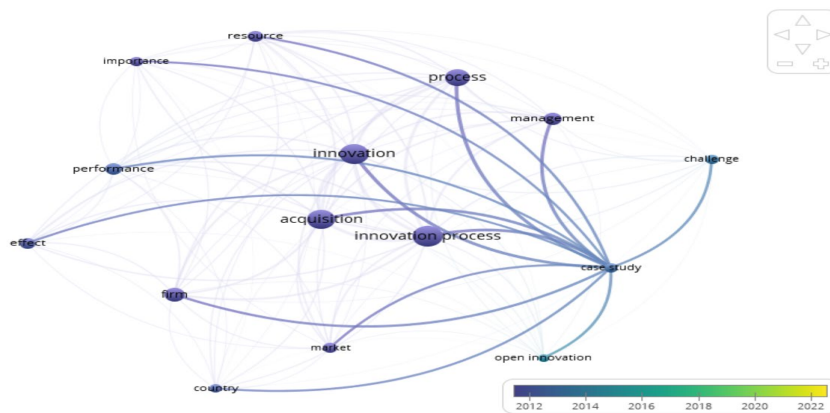 resource
importance
process
management
innovation
challenge
performance
acquisition
innovation process
effect
case study
firm
market
open innovation
country
2012 2014 2016 2018 2020 2022